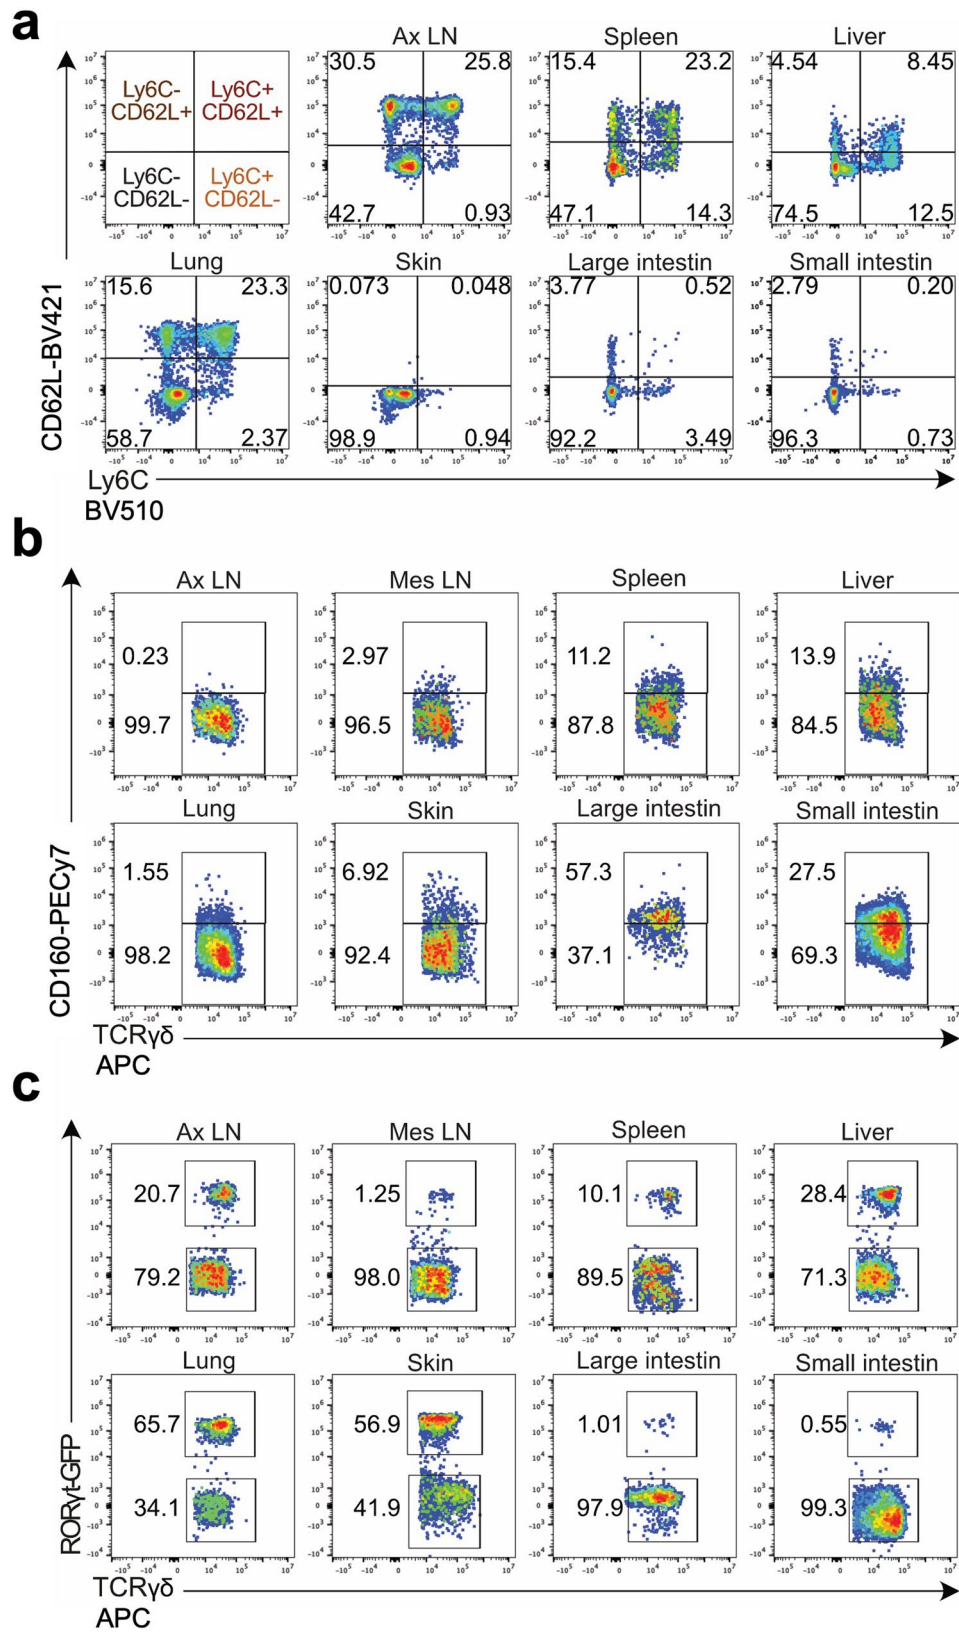 a
Ax LN Spleen Liver
Ly6C- Ly6C+
CD62L+ CD62L+
Ly6C- Ly6C+
CD62L- CD62L-
30.5 25.8 15.4 23.2 4.54 8.45
42.7 0.93 47.1 14.3 74.5 12.5
Lung Skin Large intestin Small intestin
15.6 23.3 0.073 0.048 3.77 0.52 2.79 0.20
58.7 2.37 98.9 0.94 92.2 3.49 96.3 0.73
CD62L-BV421
Ly6C
BV510
b
Ax LN Mes LN Spleen Liver
0.23 2.97 11.2 13.9
99.7 96.5 87.8 84.5
Lung Skin Large intestin Small intestin
1.55 6.92 57.3 27.5
98.2 92.4 37.1 69.3
CD160-PECy7
TCRγδ
APC
c
Ax LN Mes LN Spleen Liver
20.7 1.25 10.1 28.4
79.2 98.0 89.5 71.3
Lung Skin Large intestin Small intestin
65.7 56.9 1.01 0.55
34.1 41.9 97.9 99.3
RORγt-GFP
TCRγδ
APC